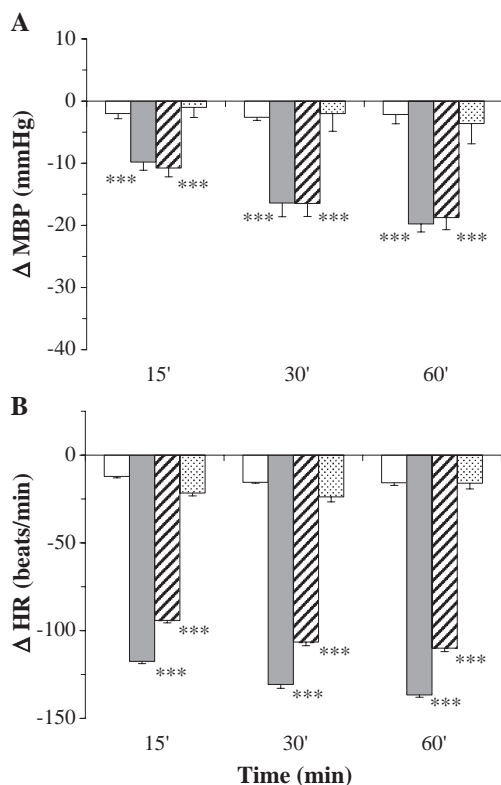 A
10
0
-10
-20
-30
-40
Δ MBP (mmHg)
*** ***
*** ***
*** ***
15' 30' 60'
B
0
-50
-100
-150
Δ HR (beats/min)
*** ***
*** ***
*** ***
15' 30' 60'
Time (min)